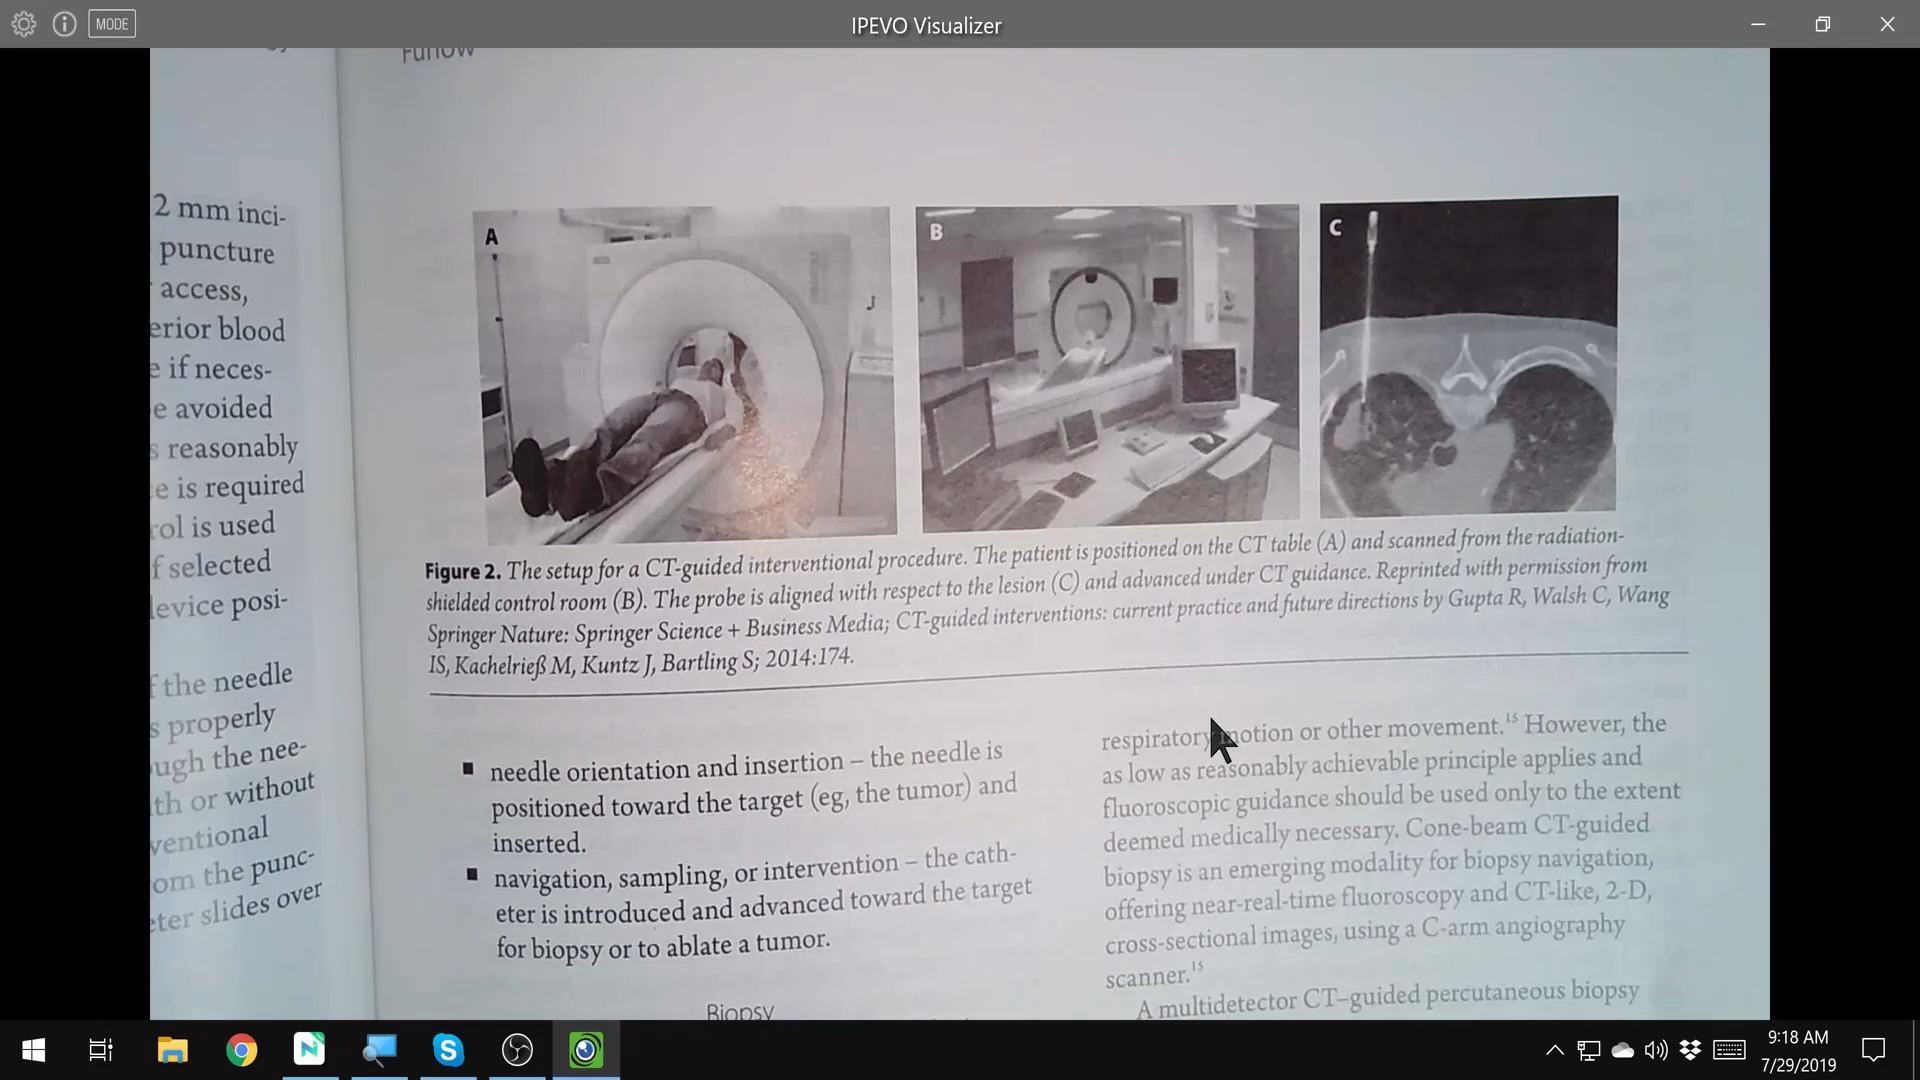 MODE
IPEVO Visualizer
Furlow
2 mm inci-
puncture
access,
erior blood
e if neces-
e avoided
s reasonably
e is required
rol is used
f selected
levice posi-
f the needle
s properly
ugh the nee-
th or without
ventional
om the punc-
eter slides over
A
B
C
Figure 2. The setup for a CT-guided interventional procedure. The patient is positioned on the CT table (A) and scanned from the radiation-
shielded control room (B). The probe is aligned with respect to the lesion (C) and advanced under CT guidance. Reprinted with permission from
Springer Nature: Springer Science + Business Media; CT-guided interventions: current practice and future directions by Gupta R, Walsh C, Wang
IS, Kachelrieß M, Kuntz J, Bartling S; 2014:174.
■ needle orientation and insertion – the needle is
positioned toward the target (eg, the tumor) and
inserted.
■ navigation, sampling, or intervention – the cath-
eter is introduced and advanced toward the target
for biopsy or to ablate a tumor.
Biopsy
respiratory motion or other movement.15 However, the
as low as reasonably achievable principle applies and
fluoroscopic guidance should be used only to the extent
deemed medically necessary. Cone-beam CT-guided
biopsy is an emerging modality for biopsy navigation,
offering near-real-time fluoroscopy and CT-like, 2-D,
cross-sectional images, using a C-arm angiography
scanner.15
A multidetector CT–guided percutaneous biopsy
9:18 AM
7/29/2019